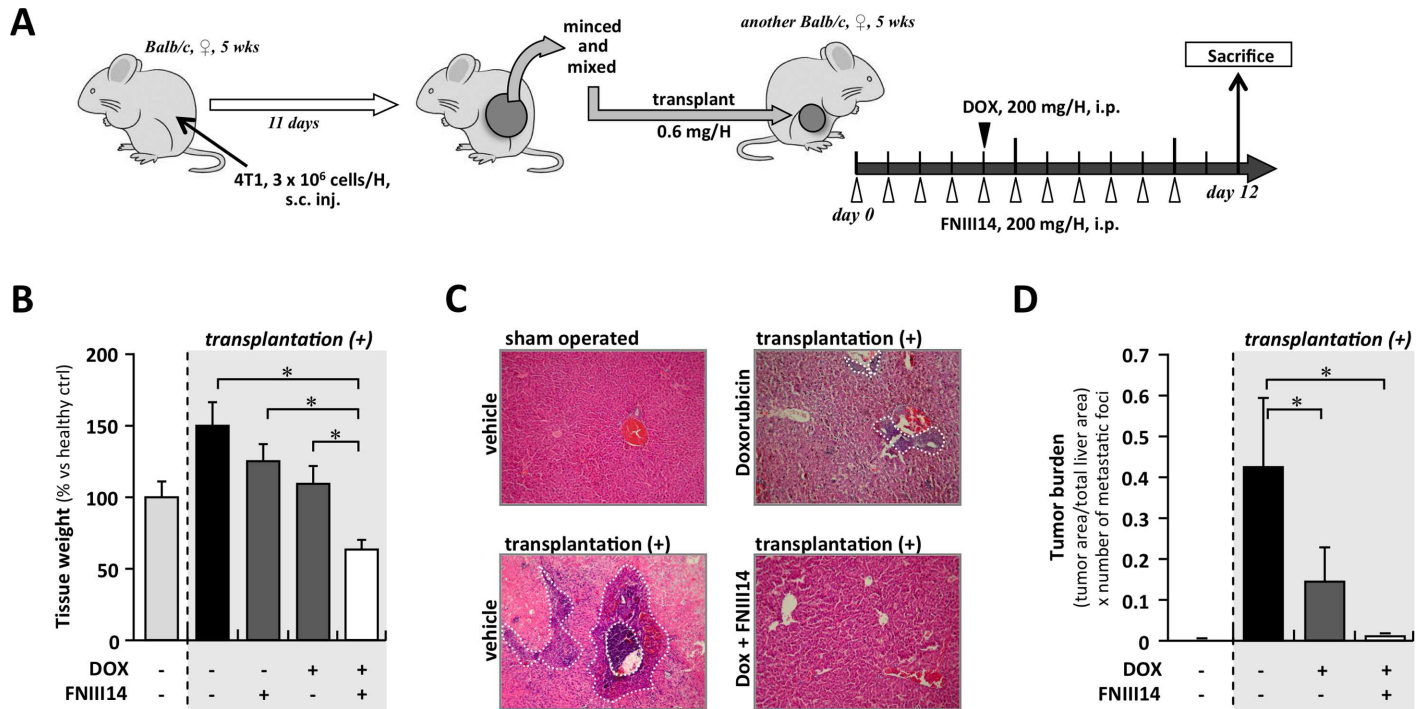 A
Balb/c, ♀, 5 wks
11 days
4T1, 3 x 10⁶ cells/H,
s.c. inj.
minced
and
mixed
transplant
0.6 mg/H
another Balb/c, ♀, 5 wks
DOX, 200 mg/H, i.p.
Sacrifice
day 0
day 12
FNIII14, 200 mg/H, i.p.
B
transplantation (+)
Tissue weight (% vs healthy ctrl)
200
150
100
50
0
*
*
*
DOX - - - + +
FNIII14 - - + - +
C
sham operated
vehicle
transplantation (+)
Doxorubicin
transplantation (+)
vehicle
transplantation (+)
Dox + FNIII14
D
transplantation (+)
Tumor burden
(tumor area/total liver area)
x number of metastatic foci
0.7
0.6
0.5
0.4
0.3
0.2
0.1
0
*
*
DOX - - + +
FNIII14 - - - +